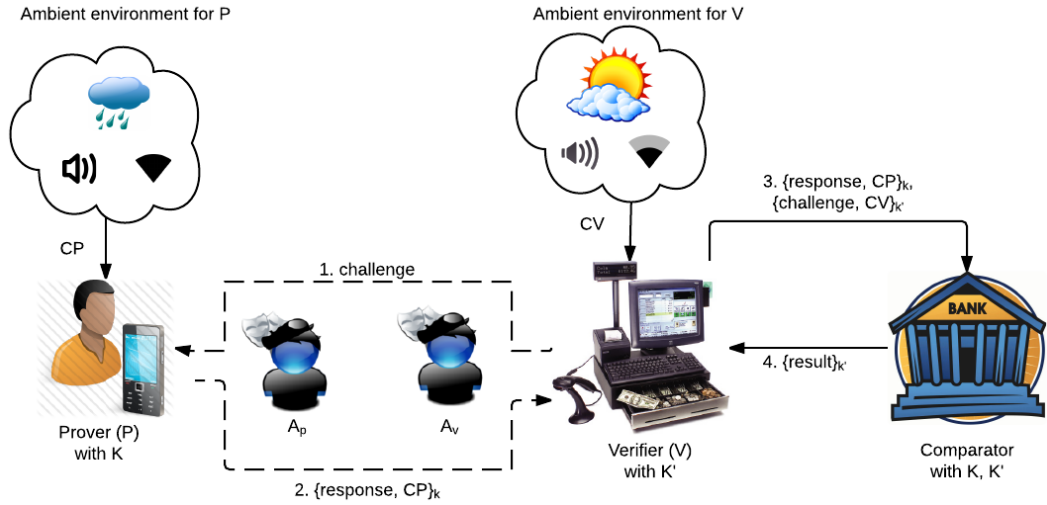 Ambient environment for P
Ambient environment for V
CP
CV
1. challenge
3. {response, CP}ₖ,
{challenge, CV}ₖ'
BANK
4. {result}ₖ'
Aₚ
Aᵥ
Prover (P)
with K
Verifier (V)
with K'
Comparator
with K, K'
2. {response, CP}ₖ